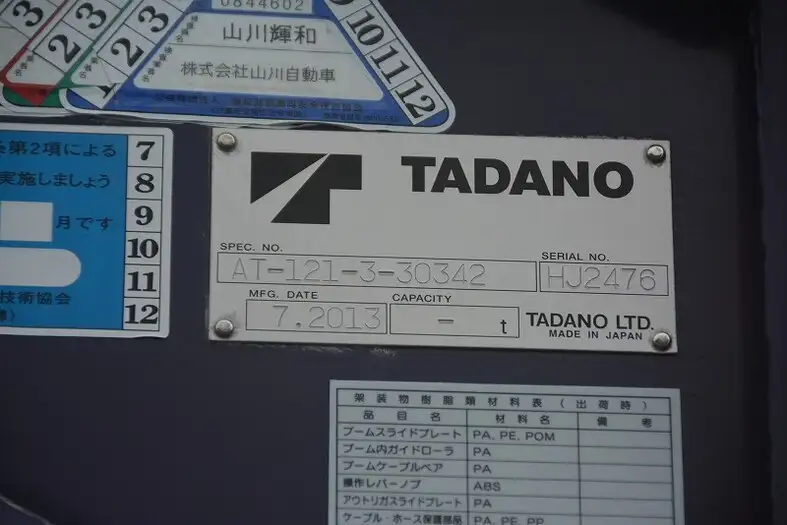 0844602
山川輝和
株式会社山川自動車
2 3
2 3
2 3
10 11 12
第2項による
実施しましょう
月です
技術協会
7
8
9
10
11
12
TADANO
SPEC. NO.
AT-121-3-30342
SERIAL NO.
HJ2476
MFG. DATE
7.2013
CAPACITY
- t
TADANO LTD.
MADE IN JAPAN
架装物樹脂類材料表（出荷時）
品目名 材料名 備考
ブームスライドプレート PA, PE, POM
ブーム内ガイドローラ PA
ブームケーブルベア PA
操作レバーノブ ABS
アウトリガスライドプレート PA
ケーブル・ホース保護部品 PA, PE, PP